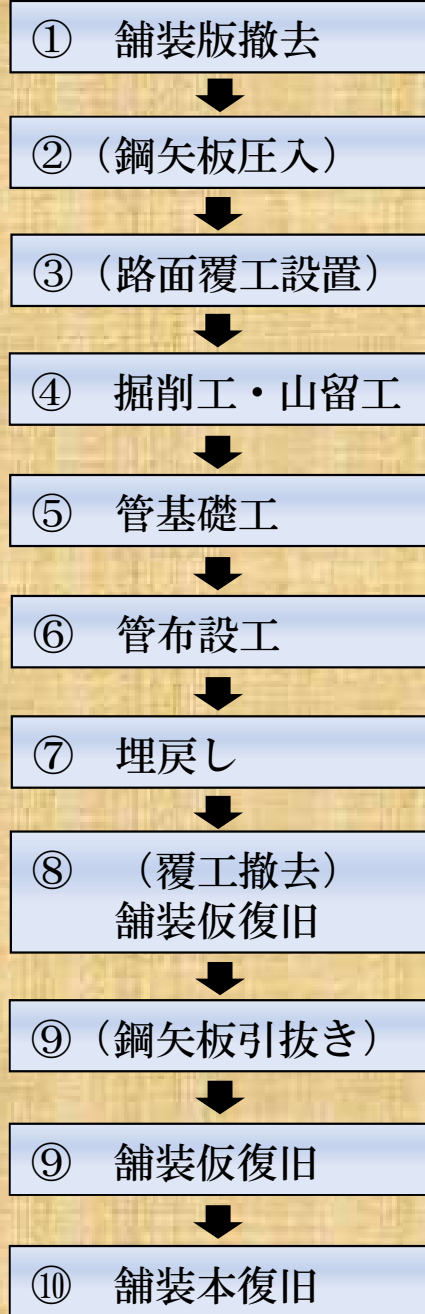 ① 舗装版撤去
②（鋼矢板圧入）
③（路面覆工設置）
④ 掘削工・山留工
⑤ 管基礎工
⑥ 管布設工
⑦ 埋戻し
⑧ （覆工撤去）
舗装仮復旧
⑨（鋼矢板引抜き）
⑨ 舗装仮復旧
⑩ 舗装本復旧